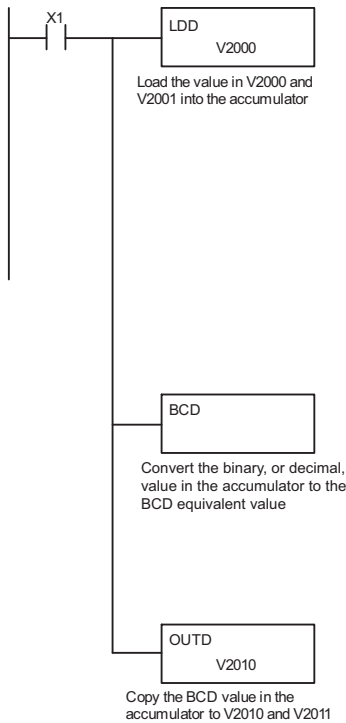 X1
LDD
V2000
Load the value in V2000 and
V2001 into the accumulator
BCD
Convert the binary, or decimal,
value in the accumulator to the
BCD equivalent value
OUTD
V2010
Copy the BCD value in the
accumulator to V2010 and V2011